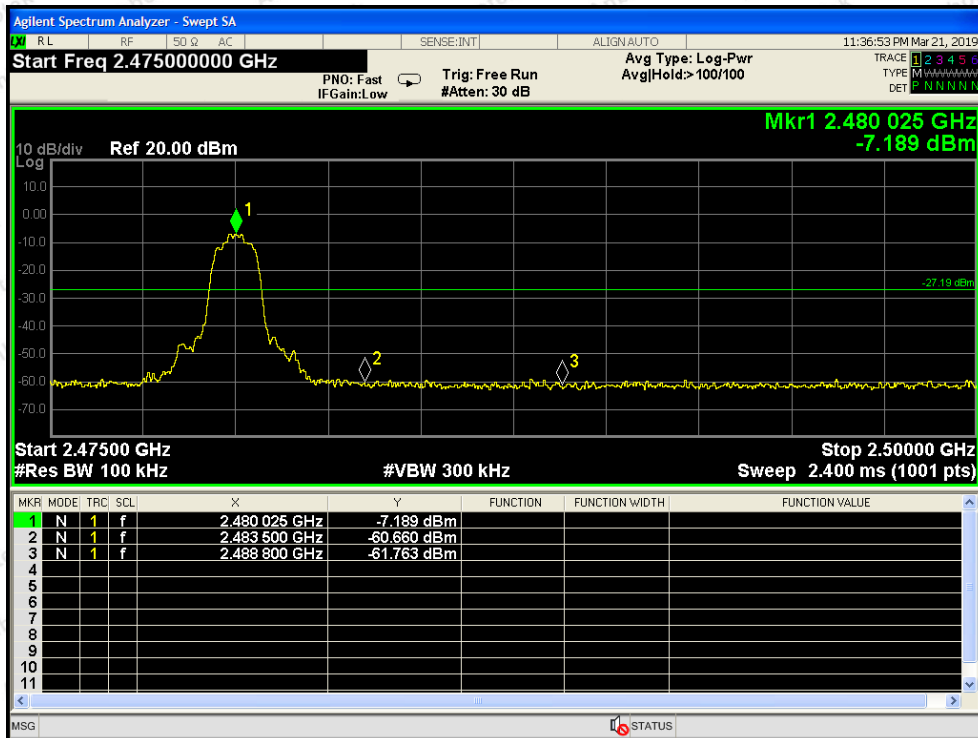 Agilent Spectrum Analyzer - Swept SA
LXI RL RF 50 Ω AC SENSE:INT ALIGN AUTO 11:36:53 PM Mar 21, 2019
Start Freq 2.475000000 GHz
PNO: Fast
IFGain:Low
Trig: Free Run
#Atten: 30 dB
Avg Type: Log-Pwr
Avg|Hold:>100/100
TRACE 1 2 3 4 5 6
TYPE MWWWWW
DET P N N N N N
Mkr1 2.480 025 GHz
-7.189 dBm
10 dB/div Ref 20.00 dBm
Log
10.0
0.00
-10.0
-20.0
-30.0
-40.0
-50.0
-60.0
-70.0
1
2
3
-27.19 dBm
Start 2.47500 GHz Stop 2.50000 GHz
#Res BW 100 kHz #VBW 300 kHz Sweep 2.400 ms (1001 pts)
MKR MODE TRC SCL X Y FUNCTION FUNCTION WIDTH FUNCTION VALUE
1 N 1 f 2.480 025 GHz -7.189 dBm
2 N 1 f 2.483 500 GHz -60.660 dBm
3 N 1 f 2.488 800 GHz -61.763 dBm
4
5
6
7
8
9
10
11
MSG STATUS